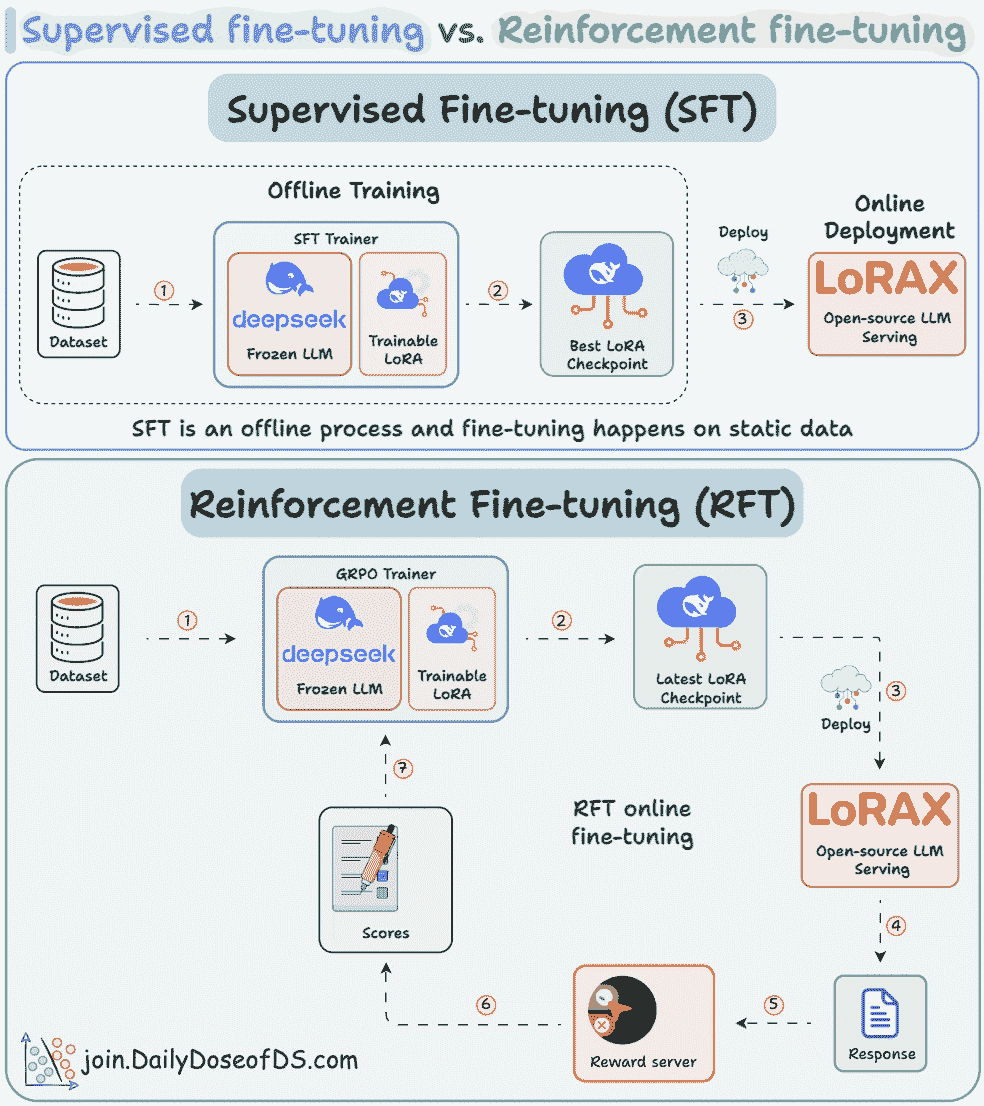 Supervised fine-tuning vs. Reinforcement fine-tuning
Supervised Fine-tuning (SFT)
Offline Training
Online
Deployment
SFT Trainer
Deploy
Dataset
1
deepseek
Frozen LLM
Trainable
LoRA
2
Best LoRA
Checkpoint
3
LoRAX
Open-source LLM
Serving
SFT is an offline process and fine-tuning happens on static data
Reinforcement Fine-tuning (RFT)
GRPO Trainer
Dataset
1
deepseek
Frozen LLM
Trainable
LoRA
2
Latest LoRA
Checkpoint
3
Deploy
7
RFT online
fine-tuning
LoRAX
Open-source LLM
Serving
Scores
4
6
5
Reward server
Response
join.DailyDoseofDS.com